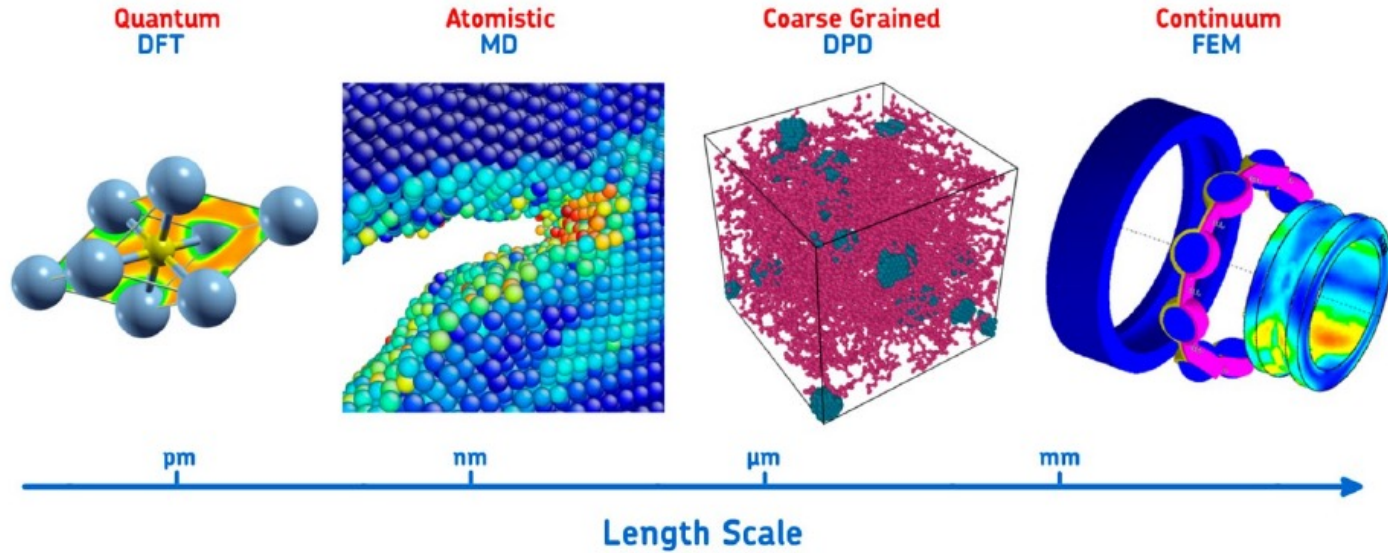 Quantum
DFT
Atomistic
MD
Coarse Grained
DPD
Continuum
FEM
pm
nm
µm
mm
Length Scale